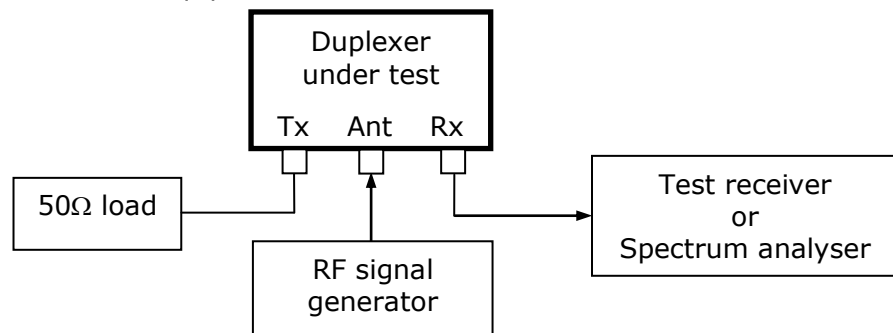 Duplexer
under test
Tx Ant Rx
50Ω load
RF signal
generator
Test receiver
or
Spectrum analyser